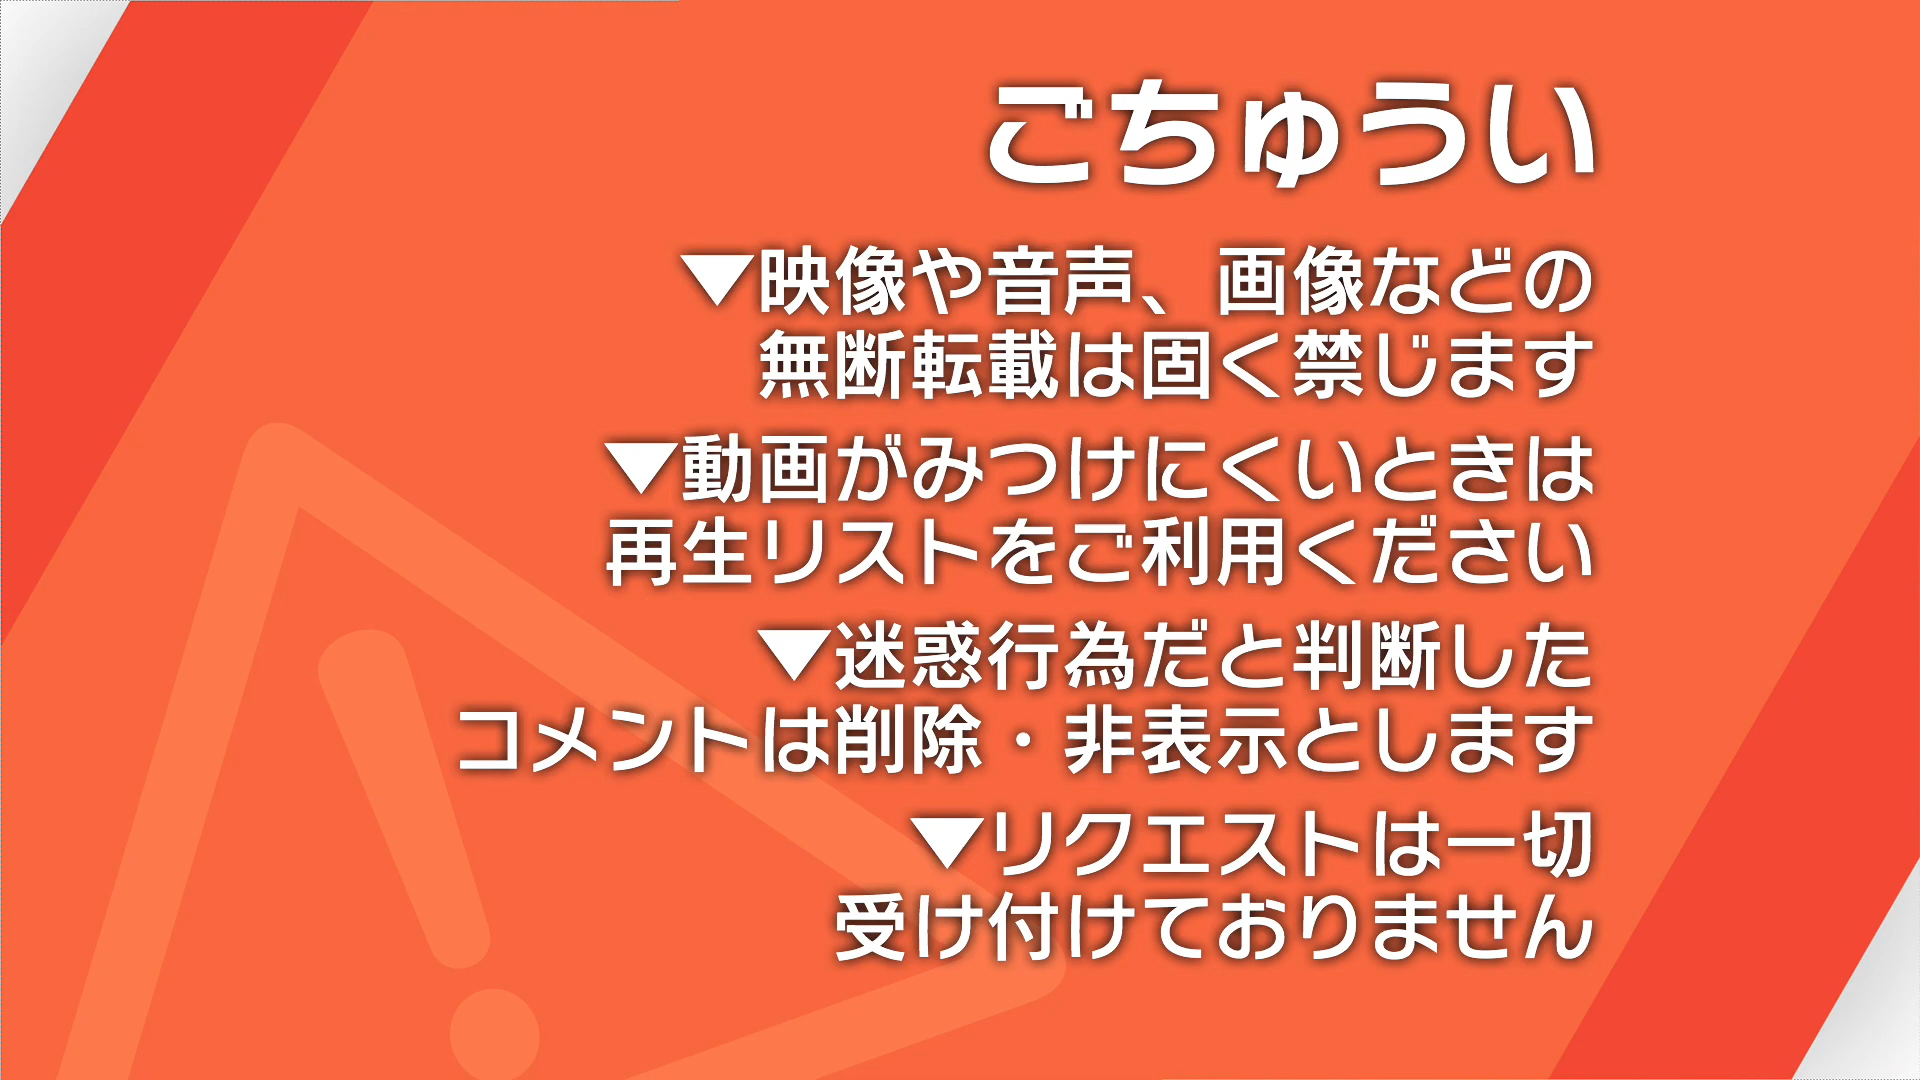 ごちゅうい
▼映像や音声、画像などの
無断転載は固く禁じます
▼動画がみつけにくいときは
再生リストをご利用ください
▼迷惑行為だと判断した
コメントは削除・非表示とします
▼リクエストは一切
受け付けておりません